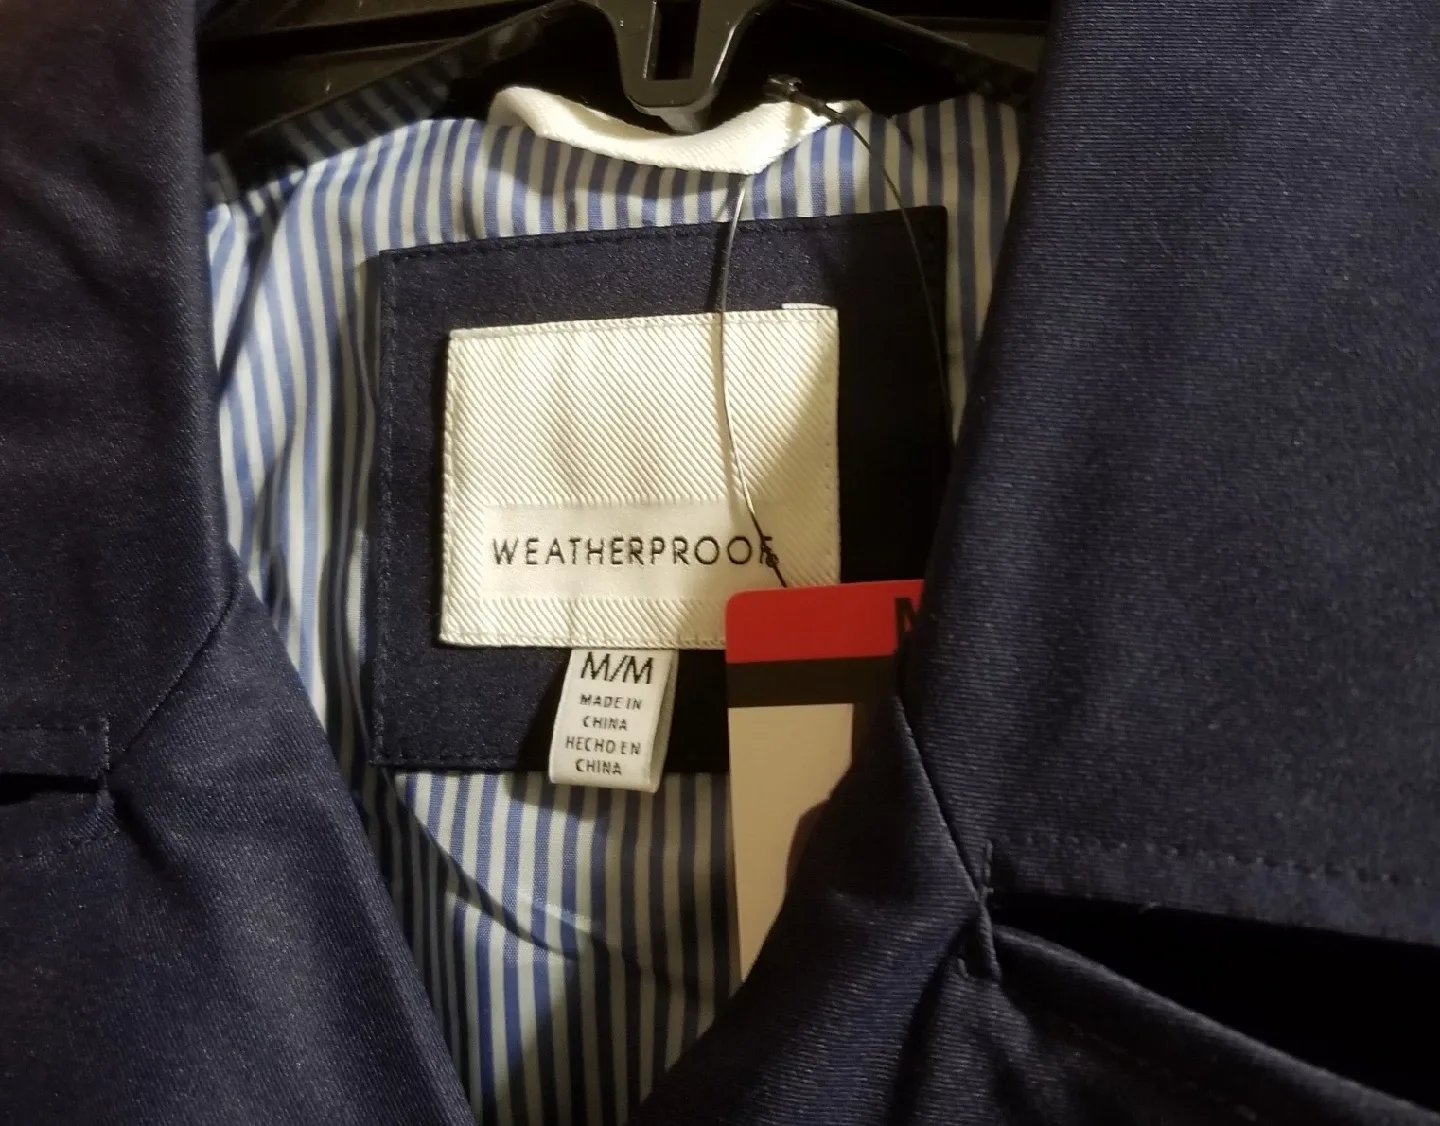 WEATHERPROOF
M/M
MADE IN
CHINA
HECHO EN
CHINA